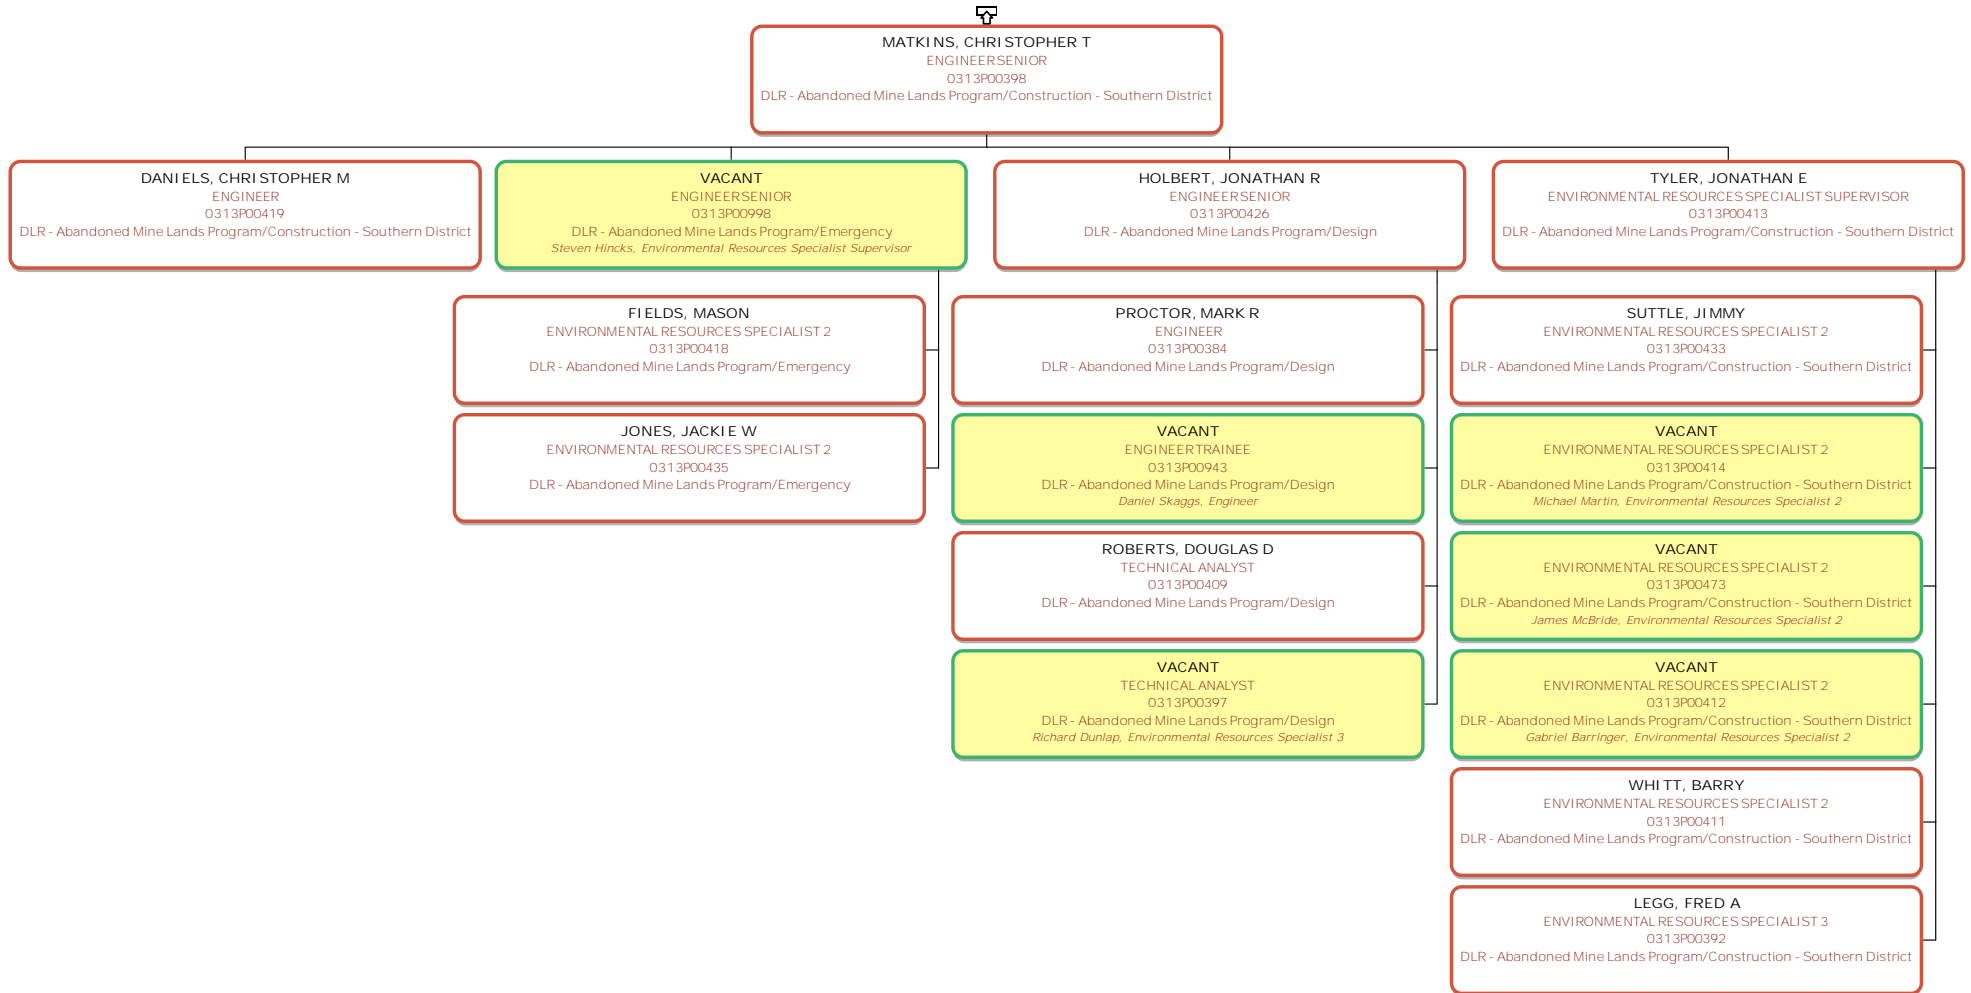 MATKINS, CHRISTOPHER T
ENGINEER SENIOR
0313P00398
DLR - Abandoned Mine Lands Program/Construction - Southern District
DANIELS, CHRISTOPHER M
ENGINEER
0313P00419
DLR - Abandoned Mine Lands Program/Construction - Southern District
VACANT
ENGINEER SENIOR
0313P00998
DLR - Abandoned Mine Lands Program/Emergency
Steven Hincks, Environmental Resources Specialist Supervisor
HOLBERT, JONATHAN R
ENGINEER SENIOR
0313P00426
DLR - Abandoned Mine Lands Program/Design
TYLER, JONATHAN E
ENVIRONMENTAL RESOURCES SPECIALIST SUPERVISOR
0313P00413
DLR - Abandoned Mine Lands Program/Construction - Southern District
FIELDS, MASON
ENVIRONMENTAL RESOURCES SPECIALIST 2
0313P00418
DLR - Abandoned Mine Lands Program/Emergency
JONES, JACKIE W
ENVIRONMENTAL RESOURCES SPECIALIST 2
0313P00435
DLR - Abandoned Mine Lands Program/Emergency
PROCTOR, MARK R
ENGINEER
0313P00384
DLR - Abandoned Mine Lands Program/Design
VACANT
ENGINEER TRAINEE
0313P00943
DLR - Abandoned Mine Lands Program/Design
Daniel Skaggs, Engineer
ROBERTS, DOUGLAS D
TECHNICAL ANALYST
0313P00409
DLR - Abandoned Mine Lands Program/Design
VACANT
TECHNICAL ANALYST
0313P00397
DLR - Abandoned Mine Lands Program/Design
Richard Dunlap, Environmental Resources Specialist 3
SUTTLE, JIMMY
ENVIRONMENTAL RESOURCES SPECIALIST 2
0313P00433
DLR - Abandoned Mine Lands Program/Construction - Southern District
VACANT
ENVIRONMENTAL RESOURCES SPECIALIST 2
0313P00414
DLR - Abandoned Mine Lands Program/Construction - Southern District
Michael Martin, Environmental Resources Specialist 2
VACANT
ENVIRONMENTAL RESOURCES SPECIALIST 2
0313P00473
DLR - Abandoned Mine Lands Program/Construction - Southern District
James McBride, Environmental Resources Specialist 2
VACANT
ENVIRONMENTAL RESOURCES SPECIALIST 2
0313P00412
DLR - Abandoned Mine Lands Program/Construction - Southern District
Gabriel Barringer, Environmental Resources Specialist 2
WHITT, BARRY
ENVIRONMENTAL RESOURCES SPECIALIST 2
0313P00411
DLR - Abandoned Mine Lands Program/Construction - Southern District
LEGG, FRED A
ENVIRONMENTAL RESOURCES SPECIALIST 3
0313P00392
DLR - Abandoned Mine Lands Program/Construction - Southern District